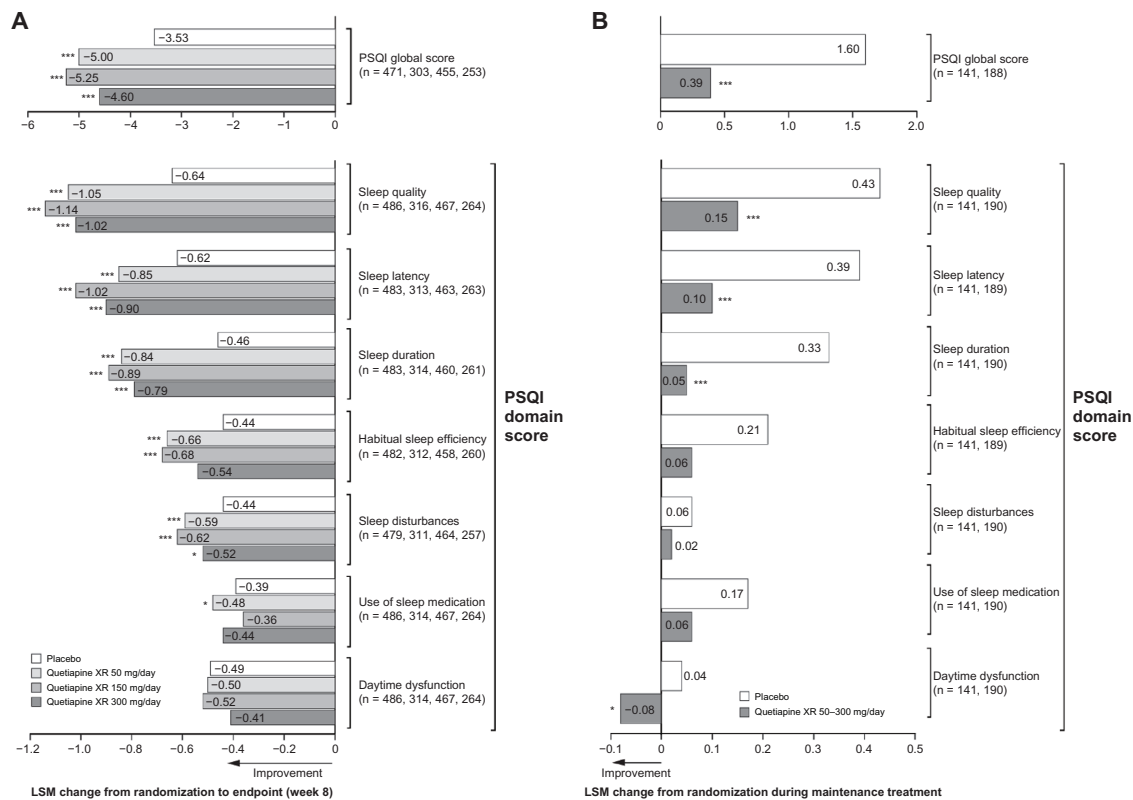 A
−3.53
*** −5.00
*** −5.25
*** −4.60
PSQI global score
(n = 471, 303, 455, 253)
−6 −5 −4 −3 −2 −1 0
−0.64
*** −1.05
*** −1.14
*** −1.02
Sleep quality
(n = 486, 316, 467, 264)
−0.62
*** −0.85
*** −1.02
*** −0.90
Sleep latency
(n = 483, 313, 463, 263)
−0.46
*** −0.84
*** −0.89
*** −0.79
Sleep duration
(n = 483, 314, 460, 261)
−0.44
*** −0.66
*** −0.68
−0.54
Habitual sleep efficiency
(n = 482, 312, 458, 260)
−0.44
*** −0.59
*** −0.62
* −0.52
Sleep disturbances
(n = 479, 311, 464, 257)
−0.39
* −0.48
−0.36
−0.44
Use of sleep medication
(n = 486, 314, 467, 264)
−0.49
−0.50
−0.52
−0.41
Daytime dysfunction
(n = 486, 314, 467, 264)
PSQI
domain
score
Placebo
Quetiapine XR 50 mg/day
Quetiapine XR 150 mg/day
Quetiapine XR 300 mg/day
−1.2 −1.0 −0.8 −0.6 −0.4 −0.2 0
Improvement
LSM change from randomization to endpoint (week 8)
B
1.60
0.39 ***
PSQI global score
(n = 141, 188)
0 0.5 1.0 1.5 2.0
0.43
0.15 ***
Sleep quality
(n = 141, 190)
0.39
0.10 ***
Sleep latency
(n = 141, 189)
0.33
0.05 ***
Sleep duration
(n = 141, 190)
0.21
0.06
Habitual sleep efficiency
(n = 141, 189)
0.06
0.02
Sleep disturbances
(n = 141, 190)
0.17
0.06
Use of sleep medication
(n = 141, 190)
0.04
* −0.08
Daytime dysfunction
(n = 141, 190)
PSQI
domain
score
Placebo
Quetiapine XR 50–300 mg/day
−0.1 0 0.1 0.2 0.3 0.4 0.5
Improvement
LSM change from randomization during maintenance treatment